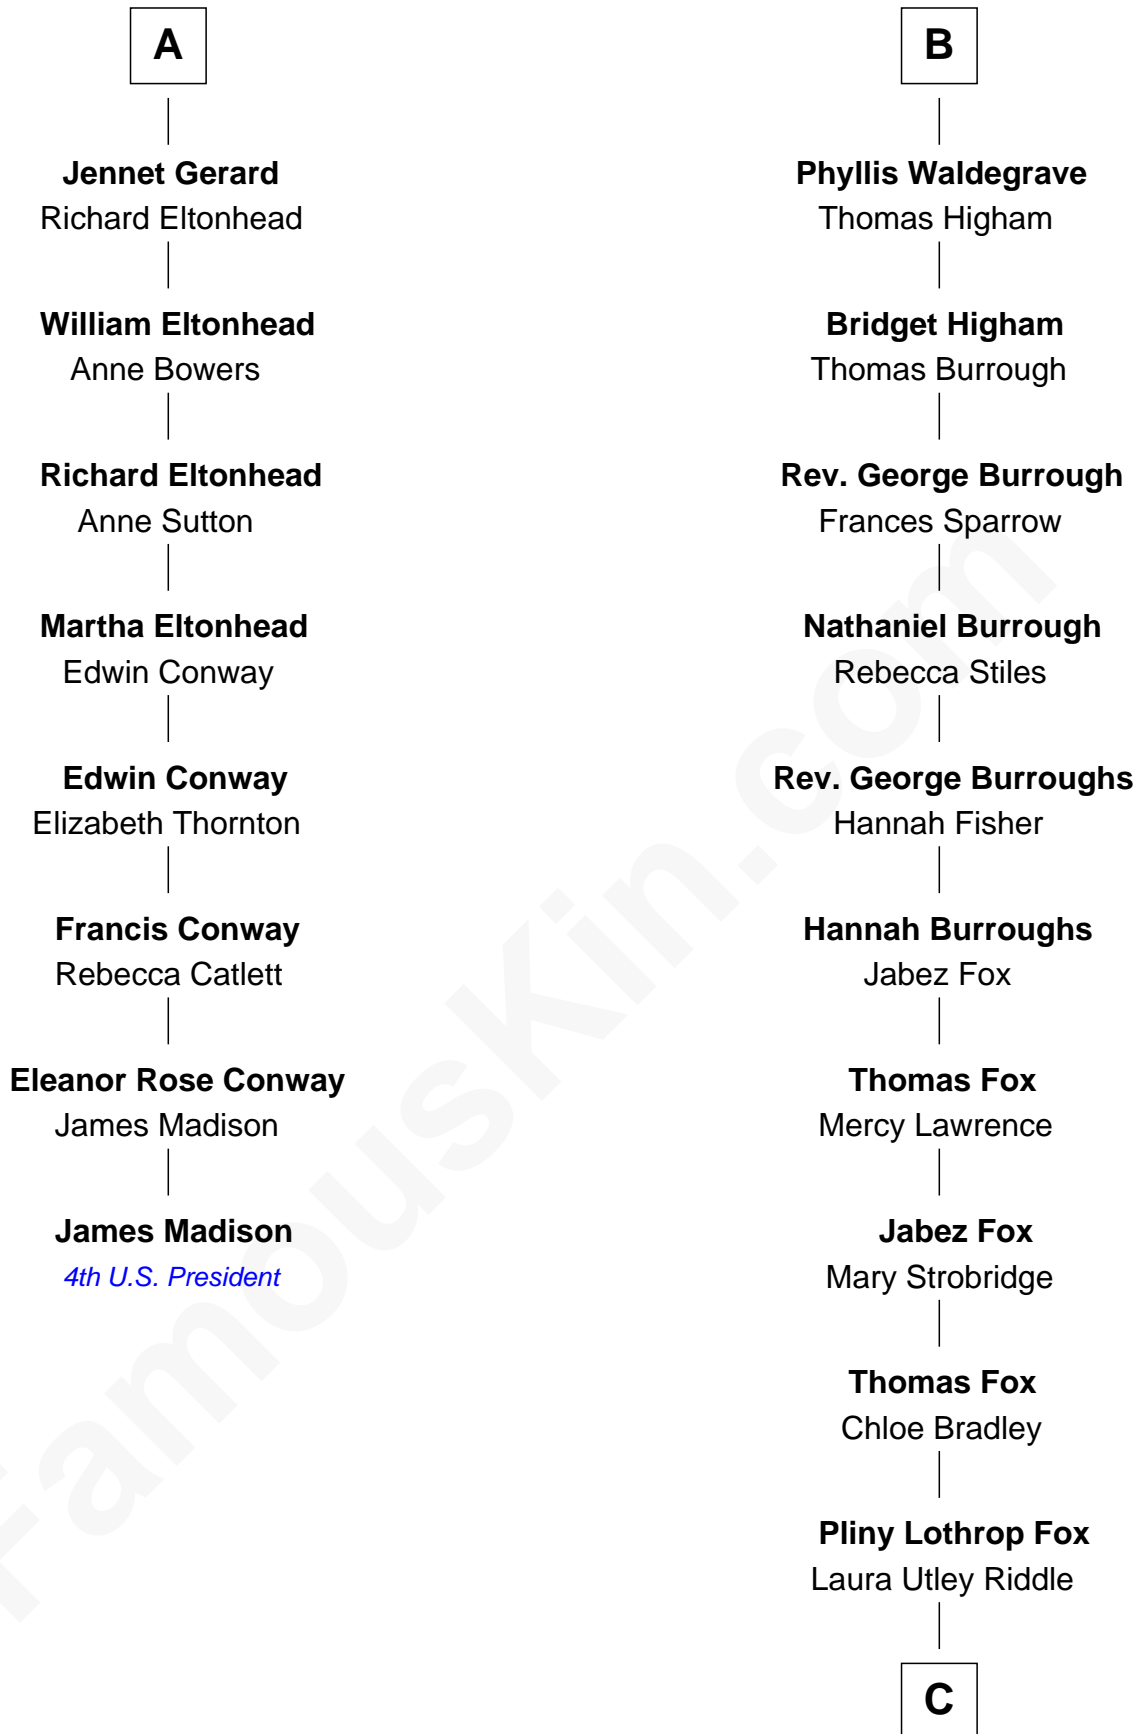 A
Jennet Gerard
Richard Eltonhead
William Eltonhead
Anne Bowers
Richard Eltonhead
Anne Sutton
Martha Eltonhead
Edwin Conway
Edwin Conway
Elizabeth Thornton
Francis Conway
Rebecca Catlett
Eleanor Rose Conway
James Madison
James Madison
4th U.S. President
B
Phyllis Waldegrave
Thomas Higham
Bridget Higham
Thomas Burrough
Rev. George Burrough
Frances Sparrow
Nathaniel Burrough
Rebecca Stiles
Rev. George Burroughs
Hannah Fisher
Hannah Burroughs
Jabez Fox
Thomas Fox
Mercy Lawrence
Jabez Fox
Mary Strobridge
Thomas Fox
Chloe Bradley
Pliny Lothrop Fox
Laura Utley Riddle
C
FamousKin.com